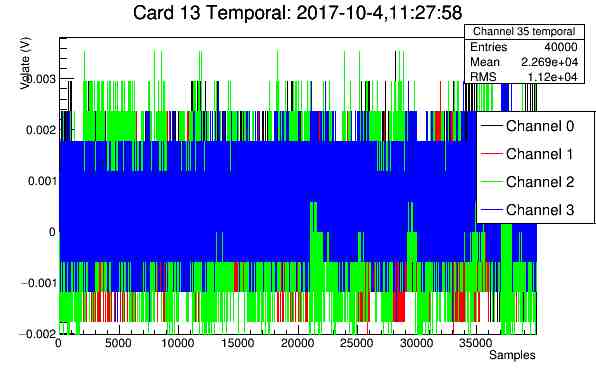 Card 13 Temporal: 2017-10-4,11:27:58
Channel 35 temporal
Entries 40000
Mean 2.269e+04
RMS 1.12e+04
Volate (V)
0.003
0.002
0.001
0
−0.001
−0.002
Channel 0
Channel 1
Channel 2
Channel 3
0 5000 10000 15000 20000 25000 30000 35000
Samples